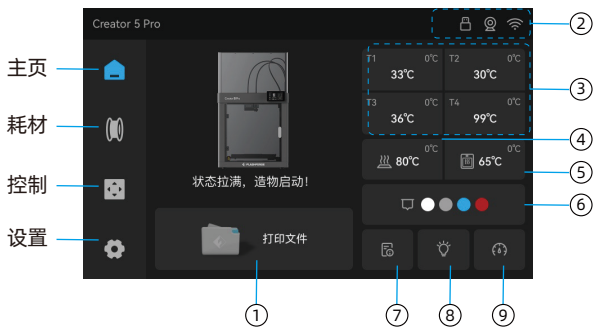 Creator 5 Pro
②
主页
耗材
控制
设置
状态拉满，造物启动！
打印文件
T1 0℃ 33℃
T2 0℃ 30℃
T3 0℃ 36℃
T4 0℃ 99℃
③
④
0℃ 80℃
0℃ 65℃
⑤
⑥
①
⑦
⑧
⑨